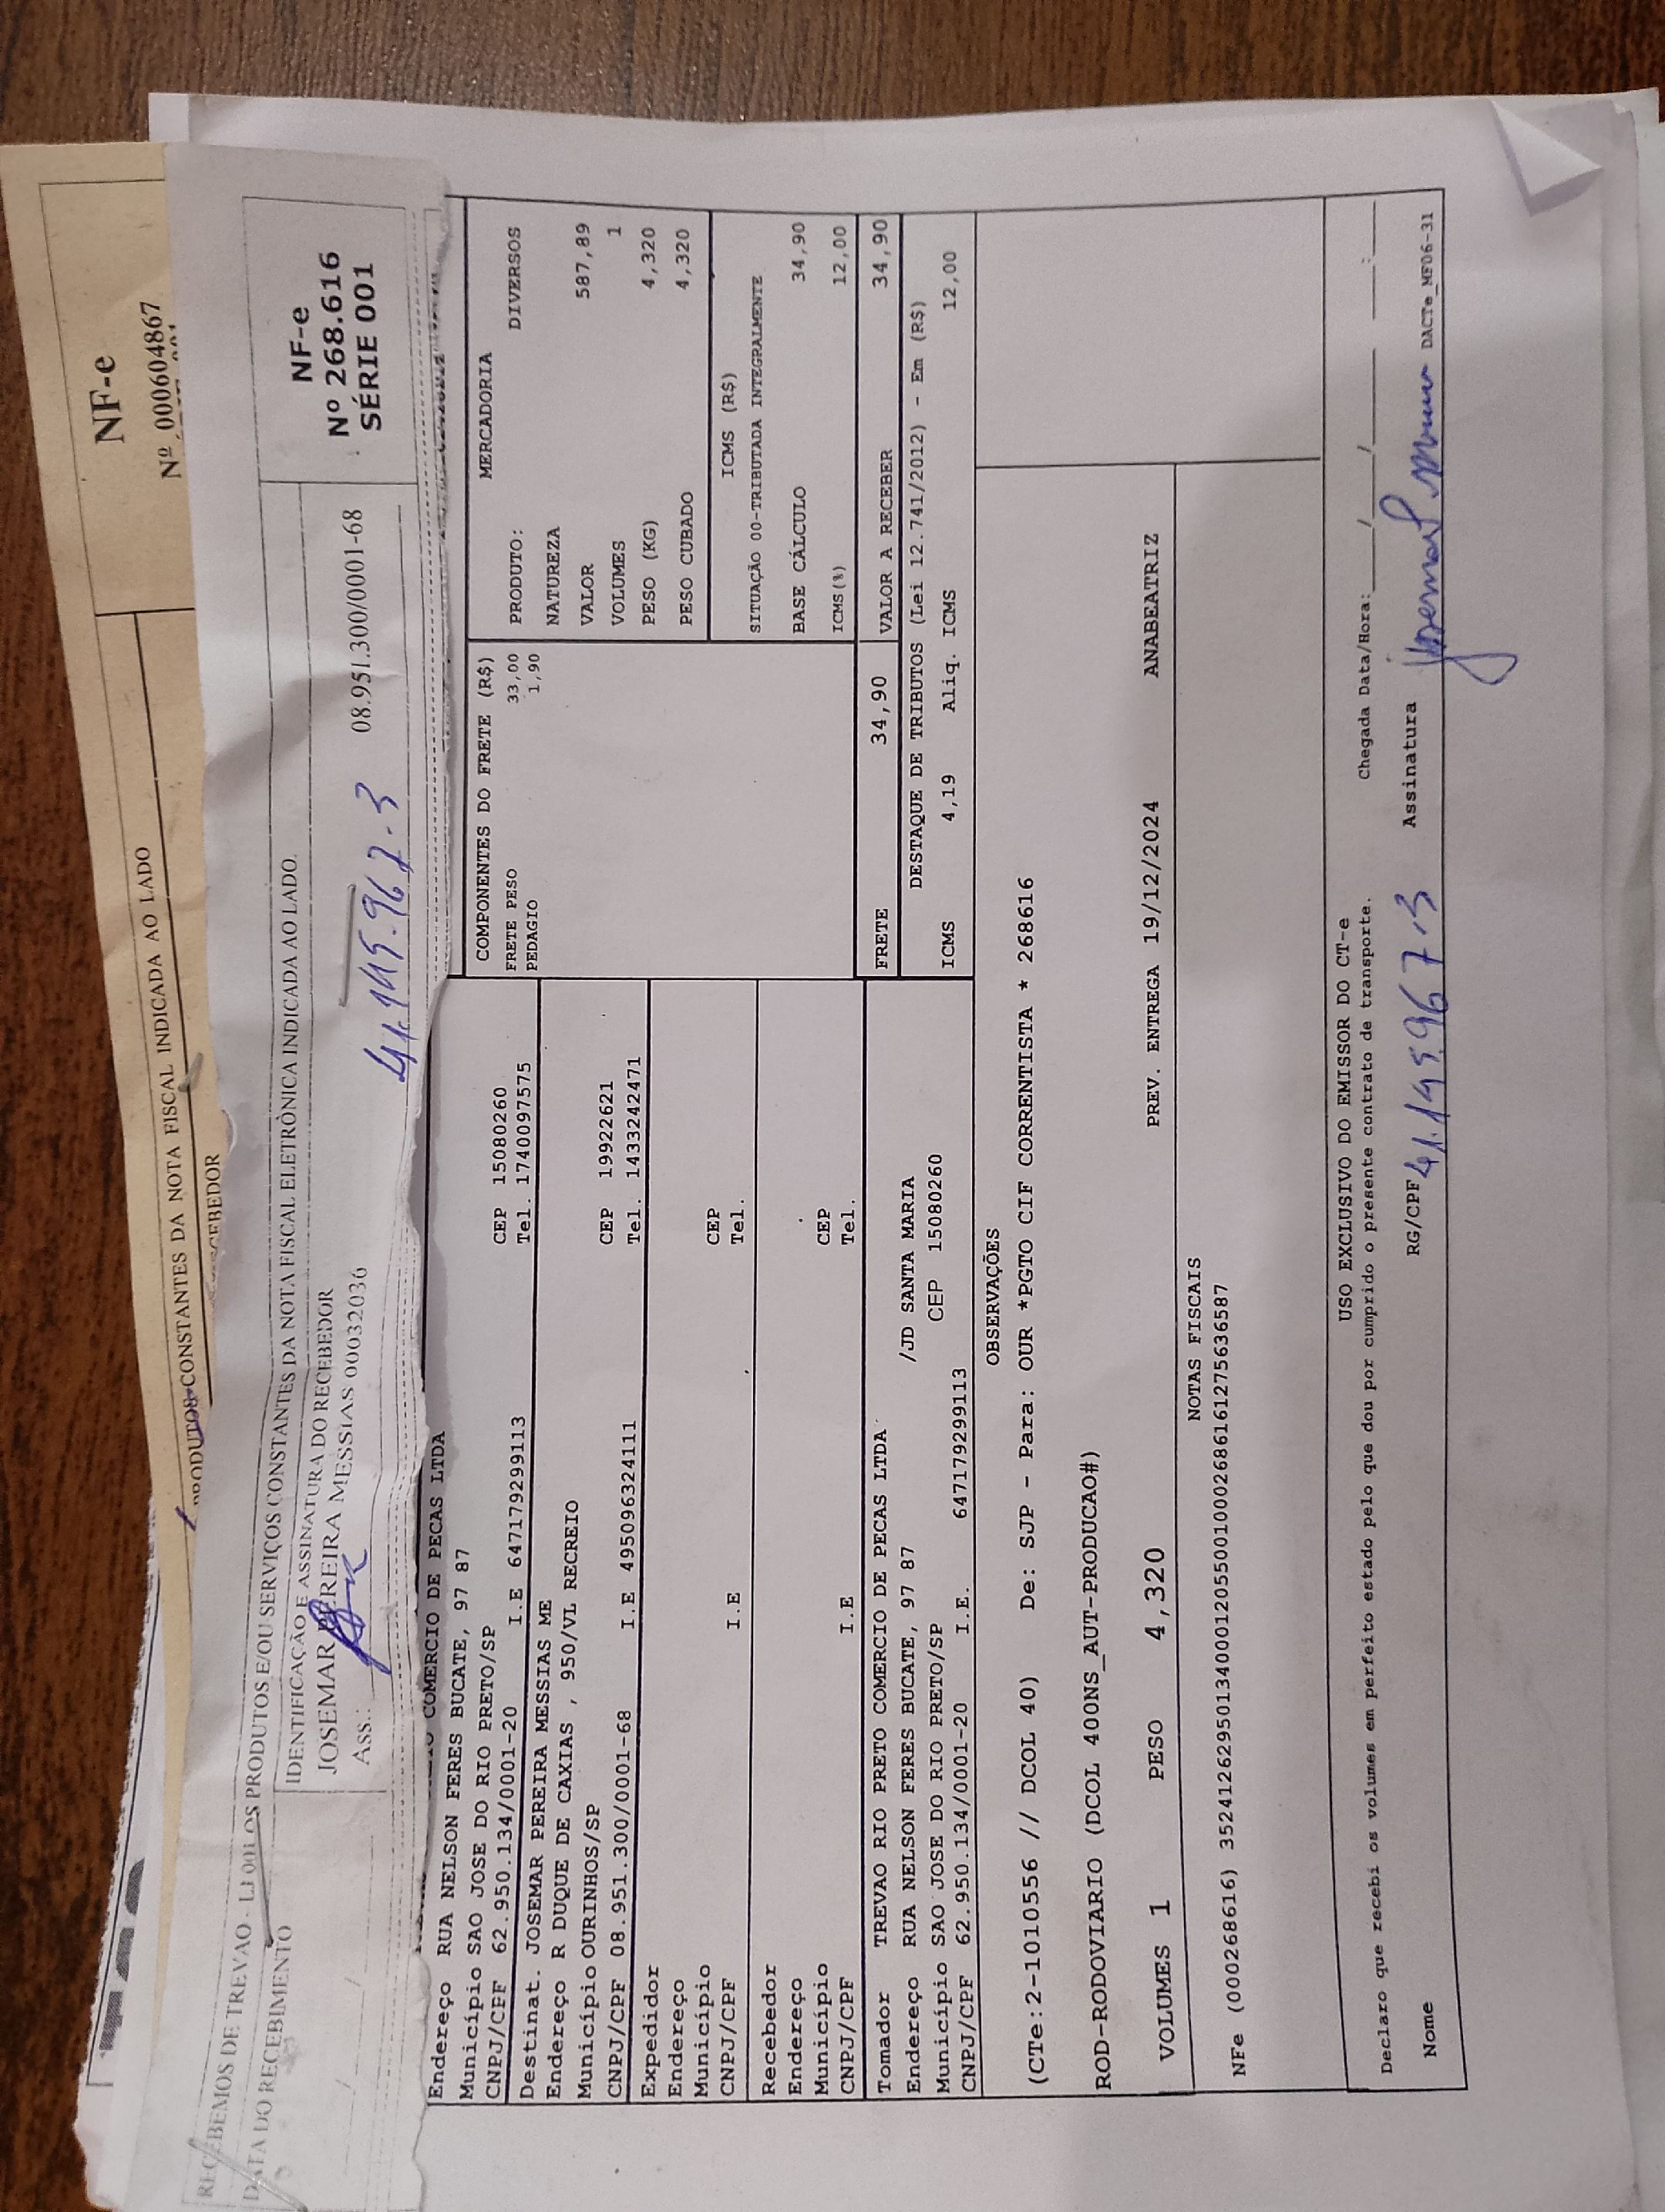 NF-e
Nº 000604867
PRODUTOS CONSTANTES DA NOTA FISCAL INDICADA AO LADO
RECEBEMOS DE TREVAO - LJ 001 OS PRODUTOS E/OU SERVIÇOS CONSTANTES DA NOTA FISCAL ELETRÔNICA INDICADA AO LADO.
DATA DO RECEBIMENTO
IDENTIFICAÇÃO E ASSINATURA DO RECEBEDOR
JOSEMAR PEREIRA MESSIAS 00032036
08.951.300/0001-68
Ass.:
NF-e
Nº 268.616
SÉRIE 001
COMERCIO DE PECAS LTDA
Endereço RUA NELSON FERES BUCATE, 97 87
Município SAO JOSE DO RIO PRETO/SP CEP 15080260
CNPJ/CPF 62.950.134/0001-20 I.E 647179299113 Tel. 1740097575
Destinat. JOSEMAR PEREIRA MESSIAS ME
Endereço R DUQUE DE CAXIAS , 950/VL RECREIO
Município OURINHOS/SP CEP 19922621
CNPJ/CPF 08.951.300/0001-68 I.E 495096324111 Tel. 1433242471
Expedidor
Endereço
Município CEP
CNPJ/CPF I.E Tel.
Recebedor
Endereço
Município CEP
CNPJ/CPF I.E Tel.
Tomador TREVAO RIO PRETO COMERCIO DE PECAS LTDA
Endereço RUA NELSON FERES BUCATE, 97 87 /JD SANTA MARIA
Município SAO JOSE DO RIO PRETO/SP CEP 15080260
CNPJ/CPF 62.950.134/0001-20 I.E. 647179299113
COMPONENTES DO FRETE (R$)
FRETE PESO 33,00
PEDAGIO 1,90
MERCADORIA
PRODUTO: DIVERSOS
NATUREZA
VALOR 587,89
VOLUMES 1
PESO (KG) 4,320
PESO CUBADO 4,320
ICMS (R$)
SITUAÇÃO 00-TRIBUTADA INTEGRALMENTE
BASE CÁLCULO 34,90
ICMS(%) 12,00
FRETE 34,90 VALOR A RECEBER 34,90
DESTAQUE DE TRIBUTOS (Lei 12.741/2012) - Em (R$)
ICMS 4,19 Aliq. ICMS 12,00
OBSERVAÇÕES
(CTe:2-1010556 // DCOL 40) De: SJP - Para: OUR *PGTO CIF CORRENTISTA * 268616
ROD-RODOVIARIO (DCOL 400NS_AUT-PRODUCAO#)
VOLUMES 1 PESO 4,320 PREV. ENTREGA 19/12/2024 ANABEATRIZ
NOTAS FISCAIS
NFe (000268616) 35241262950134000120550010002686161275636587
USO EXCLUSIVO DO EMISSOR DO CT-e
Declaro que recebi os volumes em perfeito estado pelo que dou por cumprido o presente contrato de transporte. Chegada Data/Hora:
Nome RG/CPF 41.145.967-3 Assinatura DACTe_MF06-31